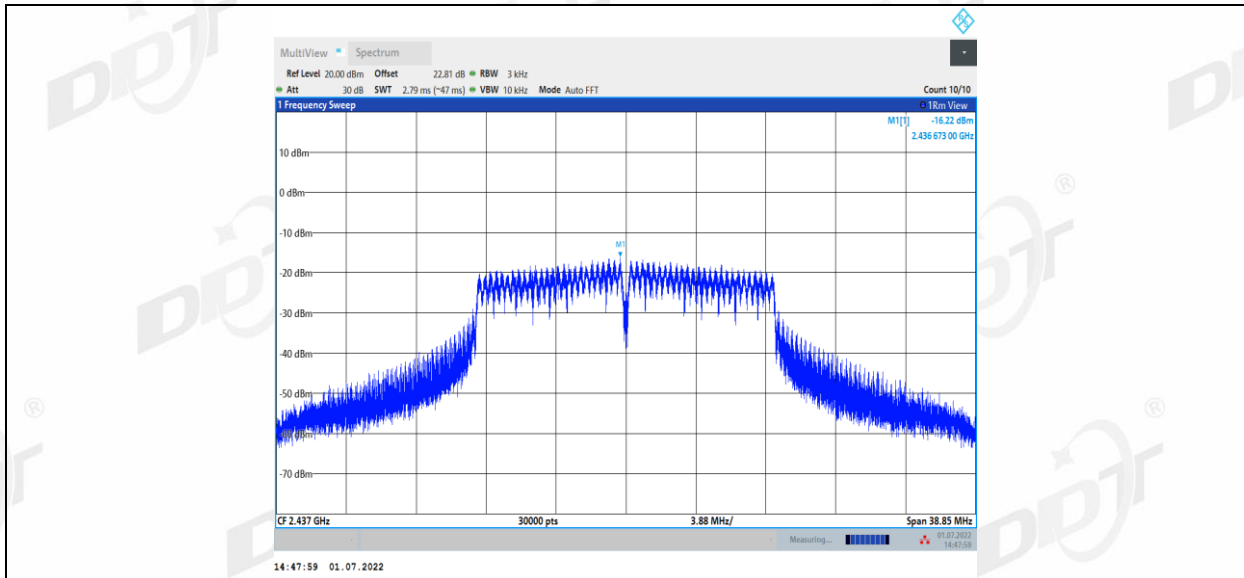 MultiView Spectrum
Ref Level 20.00 dBm Offset 22.81 dB RBW 3 kHz
Att 30 dB SWT 2.79 ms (~47 ms) VBW 10 kHz Mode Auto FFT Count 10/10
1 Frequency Sweep 1Rm View
M1[1] -16.22 dBm
2.436 673 00 GHz
10 dBm
0 dBm
-10 dBm
M1
-20 dBm
-30 dBm
-40 dBm
-50 dBm
-60 dBm
-70 dBm
CF 2.437 GHz 30000 pts 3.88 MHz/ Span 38.85 MHz
Measuring... 01.07.2022
14:47:59
14:47:59 01.07.2022